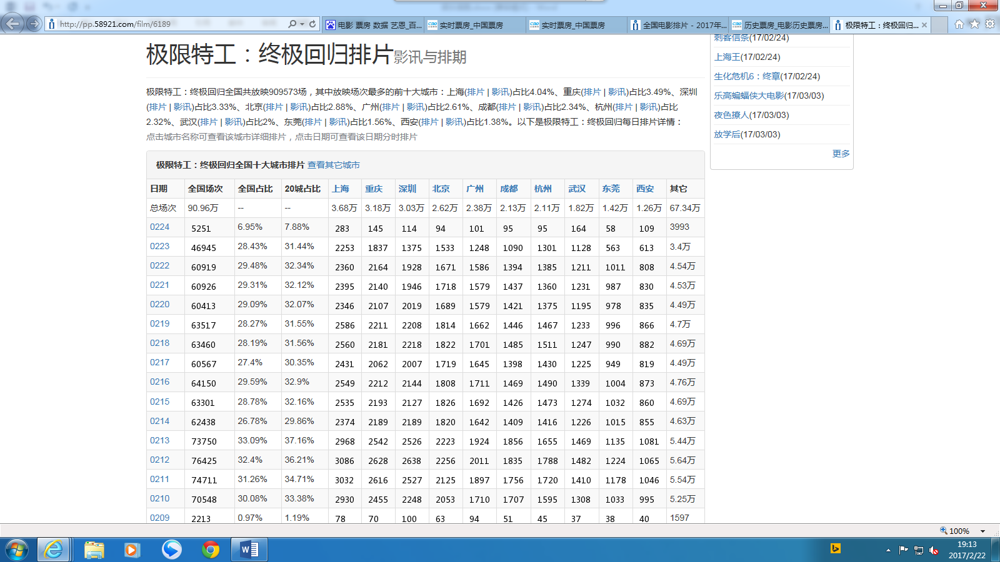 http://pp.58921.com/film/6189
电影 票房 数据 艺恩_百...
实时票房_中国票房
实时票房_中国票房
全国电影排片 - 2017年...
历史票房_电影历史票房...
极限特工：终极回归...
极限特工：终极回归排片影讯与排期
极限特工：终极回归全国共放映909573场，其中放映场次最多的前十大城市：上海(排片 | 影讯)占比4.04%、重庆(排片 | 影讯)占比3.49%、深圳
(排片 | 影讯)占比3.33%、北京(排片 | 影讯)占比2.88%、广州(排片 | 影讯)占比2.61%、成都(排片 | 影讯)占比2.34%、杭州(排片 | 影讯)占比
2.32%、武汉(排片 | 影讯)占比2%、东莞(排片 | 影讯)占比1.56%、西安(排片 | 影讯)占比1.38%。以下是极限特工：终极回归每日排片详情：
点击城市名称可查看该城市详细排片，点击日期可查看该日期分时排片
极限特工：终极回归全国十大城市排片 查看其它城市
日期 全国场次 全国占比 20城占比 上海 重庆 深圳 北京 广州 成都 杭州 武汉 东莞 西安 其它
总场次 90.96万 -- -- 3.68万 3.18万 3.03万 2.62万 2.38万 2.13万 2.11万 1.82万 1.42万 1.26万 67.34万
0224 5251 6.95% 7.88% 283 145 114 94 101 95 95 164 58 109 3993
0223 46945 28.43% 31.44% 2253 1837 1375 1533 1248 1090 1301 1128 563 613 3.4万
0222 60919 29.48% 32.34% 2360 2164 1928 1671 1586 1394 1385 1211 1011 808 4.54万
0221 60926 29.31% 32.12% 2395 2140 1946 1718 1579 1437 1360 1231 987 830 4.53万
0220 60413 29.09% 32.07% 2346 2107 2019 1689 1579 1421 1375 1195 978 835 4.49万
0219 63517 28.27% 31.55% 2586 2211 2208 1814 1662 1446 1467 1233 996 866 4.7万
0218 63460 28.19% 31.56% 2560 2181 2218 1822 1701 1485 1511 1247 990 882 4.69万
0217 60567 27.4% 30.35% 2431 2062 2007 1719 1645 1398 1430 1225 949 819 4.49万
0216 64150 29.59% 32.9% 2549 2212 2144 1808 1711 1469 1490 1339 1004 873 4.76万
0215 63301 28.78% 32.16% 2535 2193 2127 1826 1692 1426 1473 1274 1032 860 4.69万
0214 62438 26.78% 29.86% 2374 2189 2189 1820 1642 1409 1416 1226 1015 855 4.63万
0213 73750 33.09% 37.16% 2968 2542 2526 2223 1924 1856 1655 1469 1135 1081 5.44万
0212 76425 32.4% 36.21% 3086 2628 2638 2256 2011 1835 1788 1482 1224 1065 5.64万
0211 74711 31.26% 34.71% 3032 2616 2527 2125 1897 1756 1720 1410 1178 1046 5.54万
0210 70548 30.08% 33.38% 2930 2455 2248 2053 1710 1707 1595 1308 1033 995 5.25万
0209 2213 0.97% 1.19% 78 70 100 63 94 51 45 37 38 40 1597
刺客信条(17/02/24)
上海王(17/02/24)
生化危机6：终章(17/02/24)
乐高蝙蝠侠大电影(17/03/03)
夜色撩人(17/03/03)
放学后(17/03/03)
更多
100%
19:13
2017/2/22